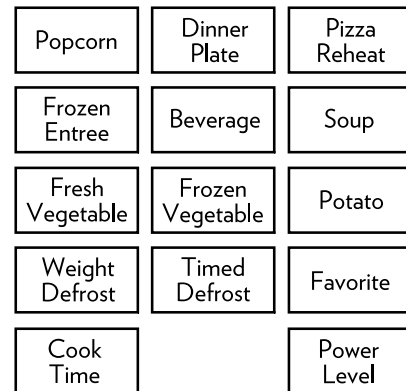 Popcorn
Dinner
Plate
Pizza
Reheat
Frozen
Entree
Beverage
Soup
Fresh
Vegetable
Frozen
Vegetable
Potato
Weight
Defrost
Timed
Defrost
Favorite
Cook
Time
Power
Level